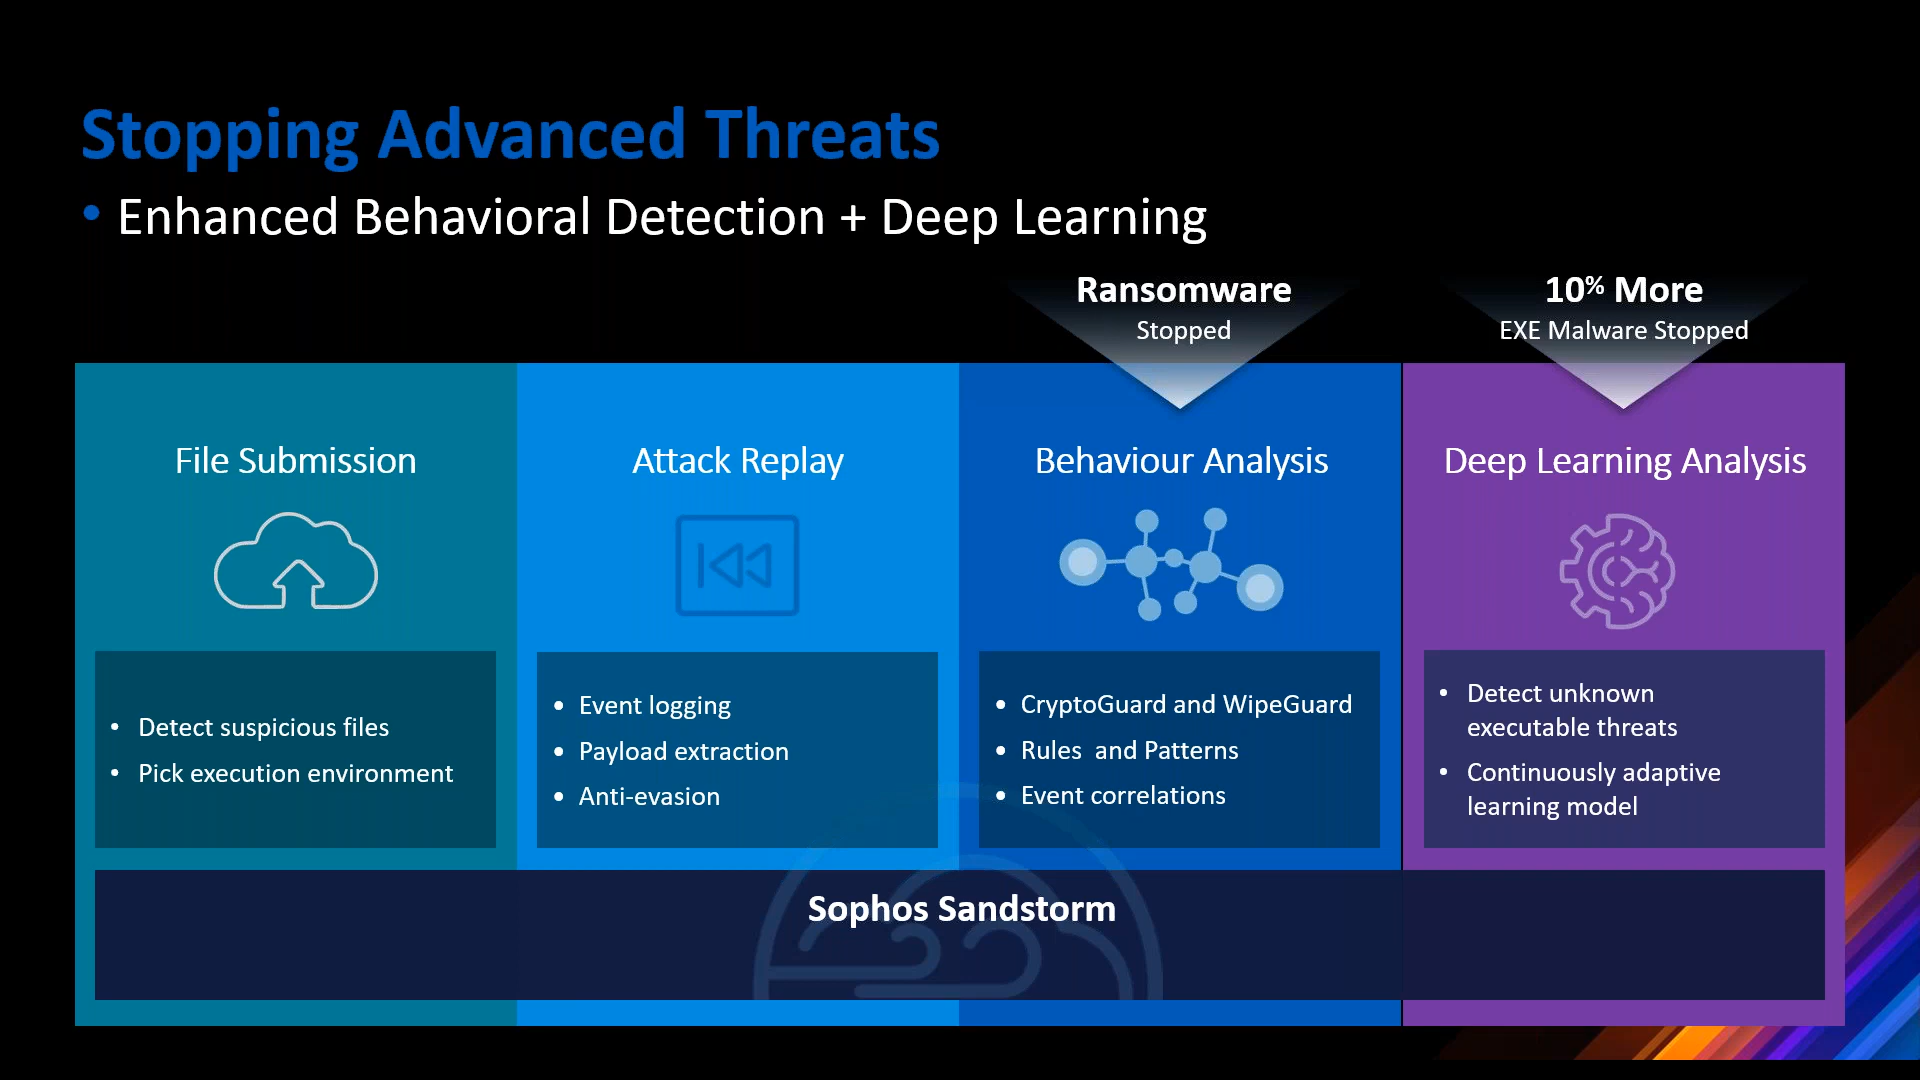 Stopping Advanced Threats
• Enhanced Behavioral Detection + Deep Learning
Ransomware
Stopped
10% More
EXE Malware Stopped
File Submission
• Detect suspicious files
• Pick execution environment
Attack Replay
• Event logging
• Payload extraction
• Anti-evasion
Behaviour Analysis
• CryptoGuard and WipeGuard
• Rules  and Patterns
• Event correlations
Deep Learning Analysis
• Detect unknown
executable threats
• Continuously adaptive
learning model
Sophos Sandstorm